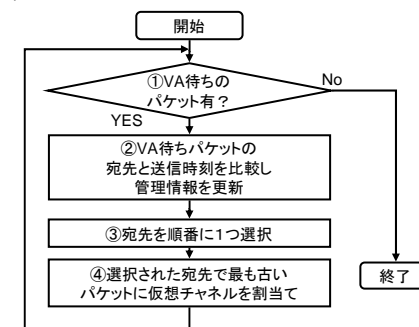 開始
①VA待ちの
パケット有？
No
YES
②VA待ちパケットの
宛先と送信時刻を比較し
管理情報を更新
③宛先を順番に１つ選択
④選択された宛先で最も古い
パケットに仮想チャネルを割当て
終了